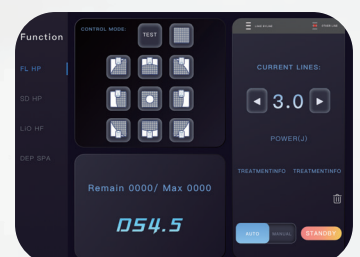 Function
FL HP
SD HP
LIO HF
DEP SPA
CONTROL MODE:
TEST
Remain 0000/ Max 0000
DS4.5
CURRENT LINES:
3.0
POWER(J)
TREATMENTINFO TREATMENTINFO
AUTO MANUAL
STANDBY